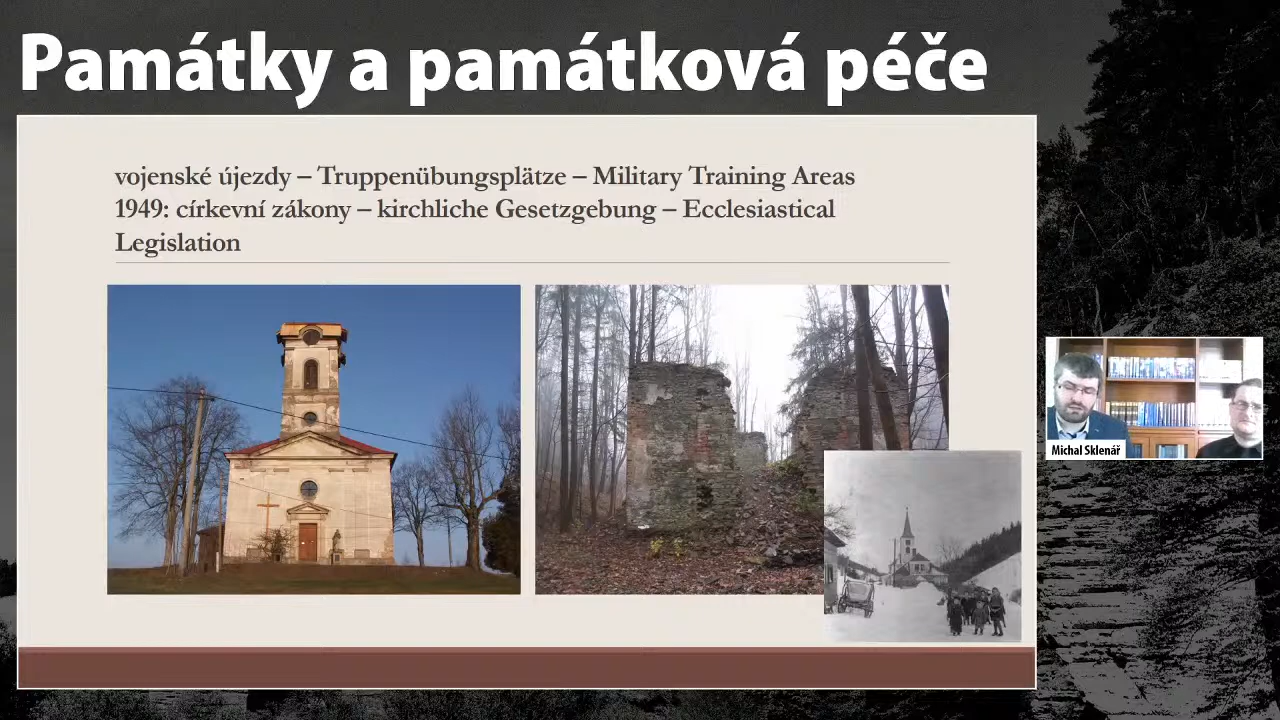 Památky a památková péče
vojenské újezdy – Truppenübungsplätze – Military Training Areas
1949: církevní zákony – kirchliche Gesetzgebung – Ecclesiastical
Legislation
Michal Sklenář